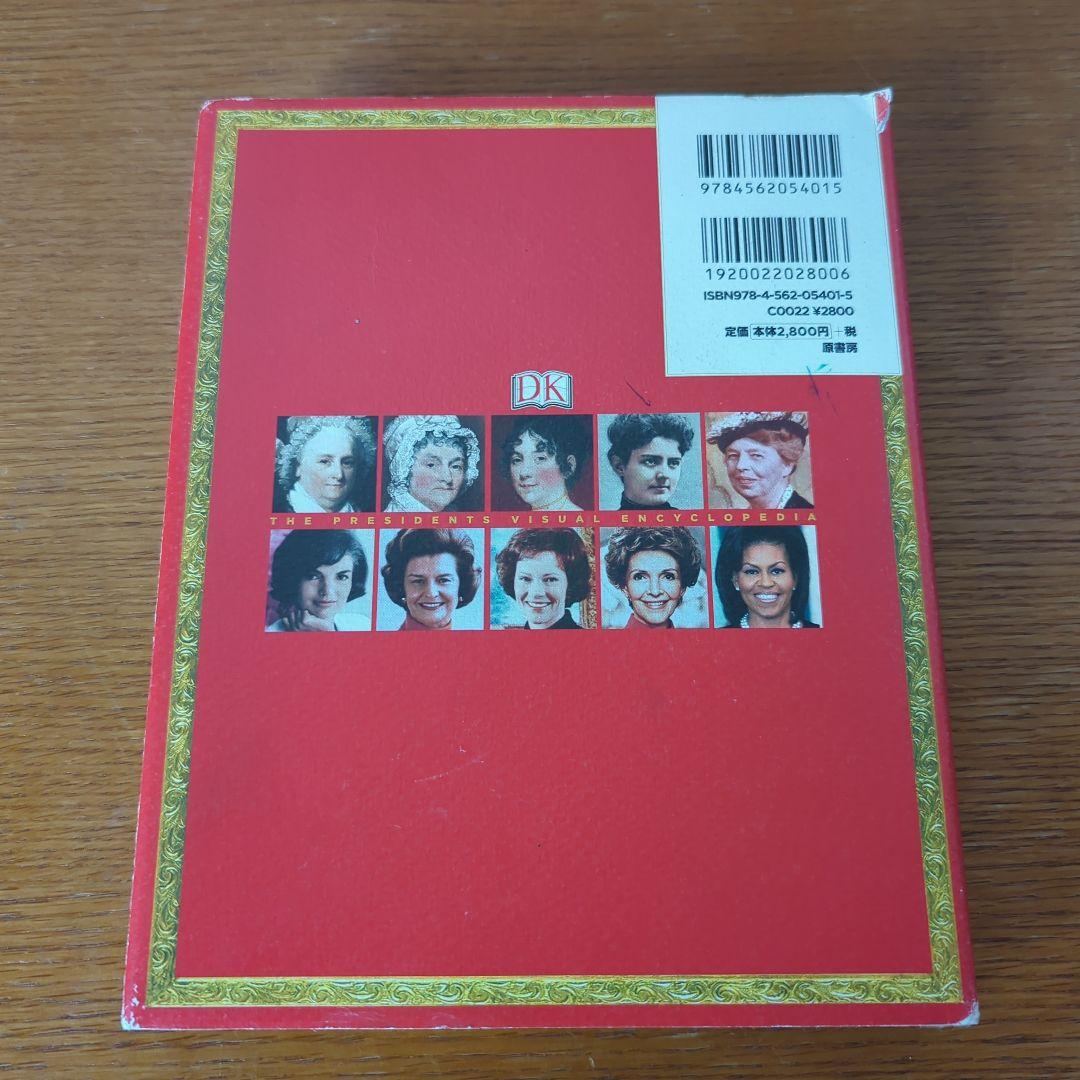 9784562054015
1920022028006
ISBN978-4-562-05401-5
C0022 ¥2800
定価 本体2,800円 +税
原書房
DK
THE PRESIDENTS VISUAL ENCYCLOPEDIA